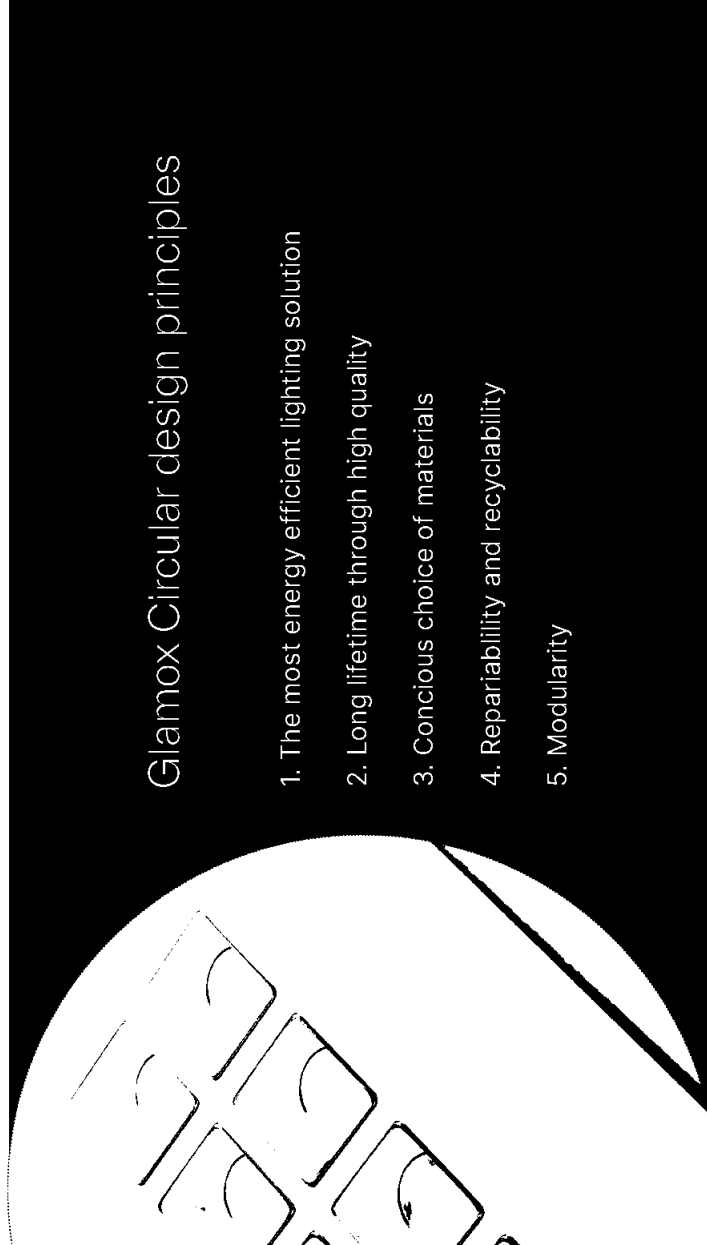 Glamox Circular design principles
1. The most energy efficient lighting solution
2. Long lifetime through high quality
3. Concious choice of materials
4. Repariablility and recyclability
5. Modularity